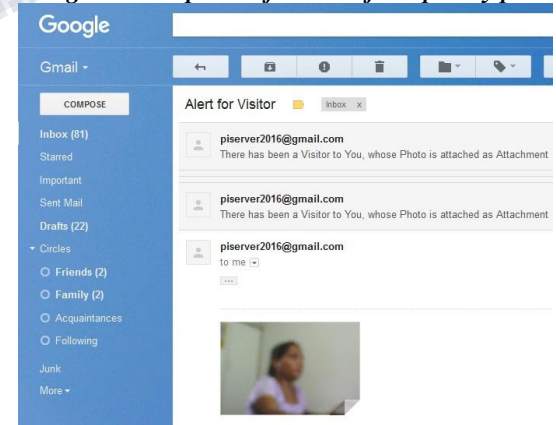 Google
Gmail
COMPOSE
Inbox (81)
Starred
Important
Sent Mail
Drafts (22)
Circles
Friends (2)
Family (2)
Acquaintances
Following
Junk
More
Alert for Visitor
Inbox x
piserver2016@gmail.com
There has been a Visitor to You, whose Photo is attached as Attachment
piserver2016@gmail.com
There has been a Visitor to You, whose Photo is attached as Attachment
piserver2016@gmail.com
to me